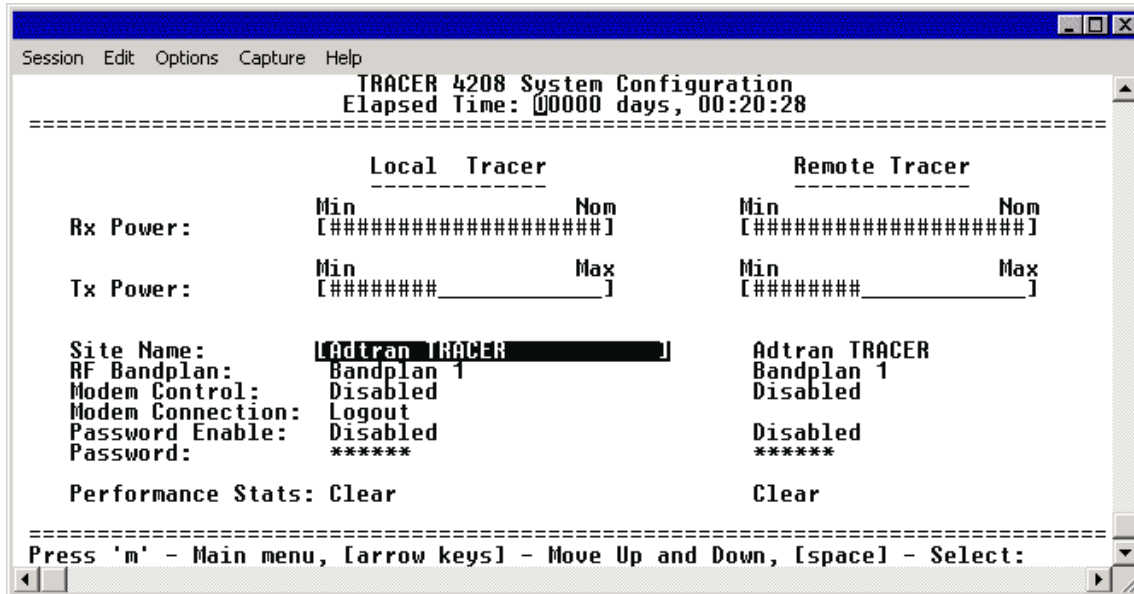 Session Edit Options Capture Help
TRACER 4208 System Configuration
Elapsed Time: 00000 days, 00:20:28
================================================================================
Local Tracer Remote Tracer
------------- -------------
Min Nom Min Nom
Rx Power: [####################] [####################]
Min Max Min Max
Tx Power: [########____________] [########____________]
Site Name: [Adtran TRACER ] Adtran TRACER
RF Bandplan: Bandplan 1 Bandplan 1
Modem Control: Disabled Disabled
Modem Connection: Logout
Password Enable: Disabled Disabled
Password: ****** ******
Performance Stats: Clear Clear
================================================================================
Press 'm' - Main menu, [arrow keys] - Move Up and Down, [space] - Select: